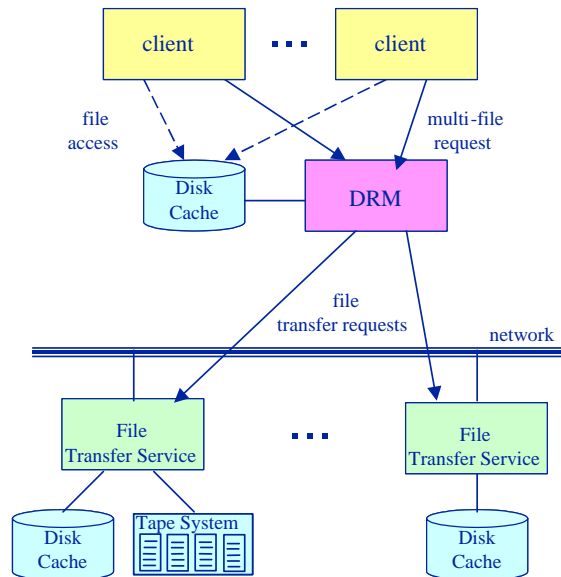 client
client
file
access
multi-file
request
Disk
Cache
DRM
file
transfer requests
network
File
Transfer Service
File
Transfer Service
Disk
Cache
Tape System
Disk
Cache